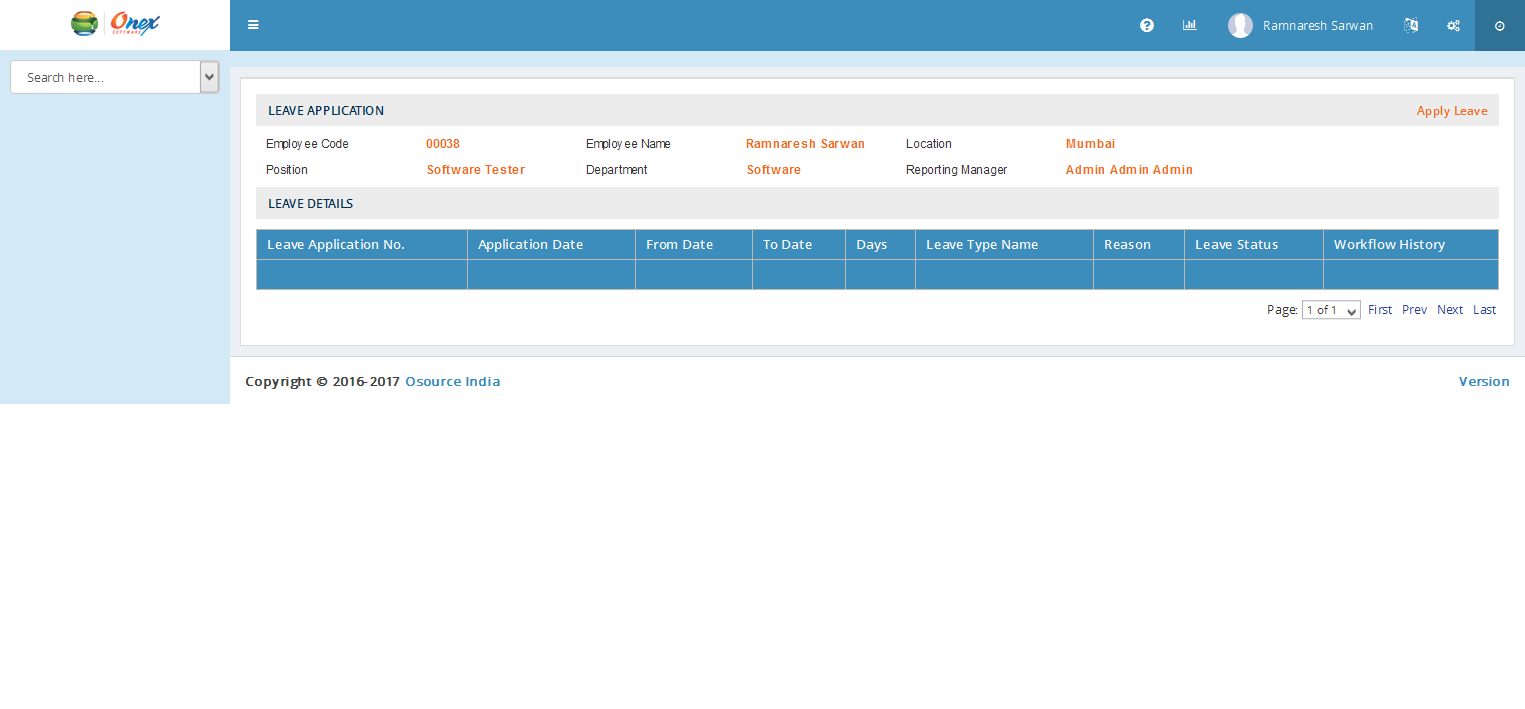 Onex
SOFTWARE
Ramnaresh Sarwan
Search here...
LEAVE APPLICATION Apply Leave
Employee Code 00038 Employee Name Ramnaresh Sarwan Location Mumbai
Position Software Tester Department Software Reporting Manager Admin Admin Admin
LEAVE DETAILS
Leave Application No. Application Date From Date To Date Days Leave Type Name Reason Leave Status Workflow History
Page: 1 of 1 First Prev Next Last
Copyright © 2016-2017 Osource India Version